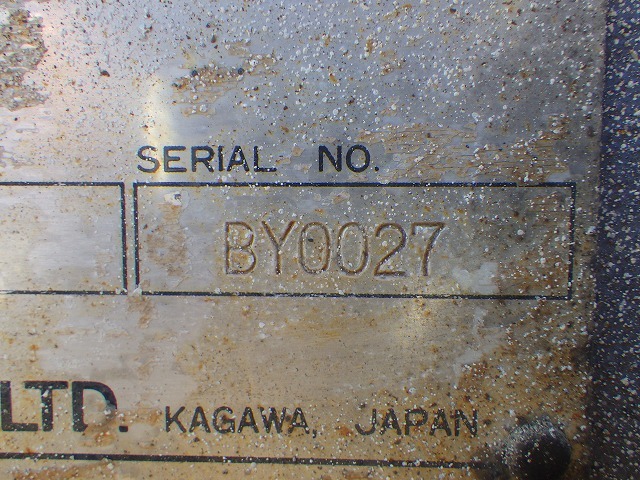 SERIAL NO.
BY0027
LTD. KAGAWA, JAPAN